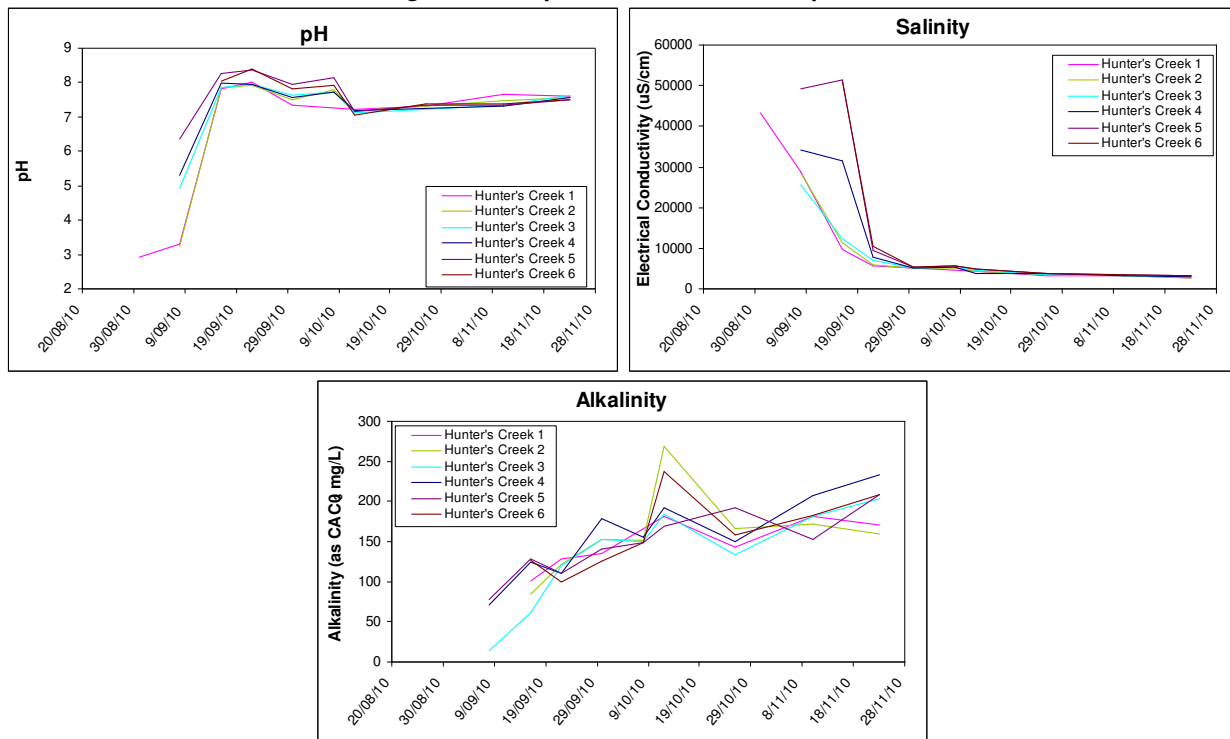 pH
9
8
7
6
5
4
3
2
pH
20/08/10
30/08/10
9/09/10
19/09/10
29/09/10
9/10/10
19/10/10
29/10/10
8/11/10
18/11/10
28/11/10
Hunter's Creek 1
Hunter's Creek 2
Hunter's Creek 3
Hunter's Creek 4
Hunter's Creek 5
Hunter's Creek 6
Salinity
60000
50000
40000
30000
20000
10000
0
Electrical Conductivity (uS/cm)
20/08/10
30/08/10
9/09/10
19/09/10
29/09/10
9/10/10
19/10/10
29/10/10
8/11/10
18/11/10
28/11/10
Hunter's Creek 1
Hunter's Creek 2
Hunter's Creek 3
Hunter's Creek 4
Hunter's Creek 5
Hunter's Creek 6
Alkalinity
300
250
200
150
100
50
0
Alkalinity (as mg/L)
20/08/10
30/08/10
9/09/10
19/09/10
29/09/10
9/10/10
19/10/10
29/10/10
8/11/10
18/11/10
28/11/10
Hunter's Creek 1
Hunter's Creek 2
Hunter's Creek 3
Hunter's Creek 4
Hunter's Creek 5
Hunter's Creek 6